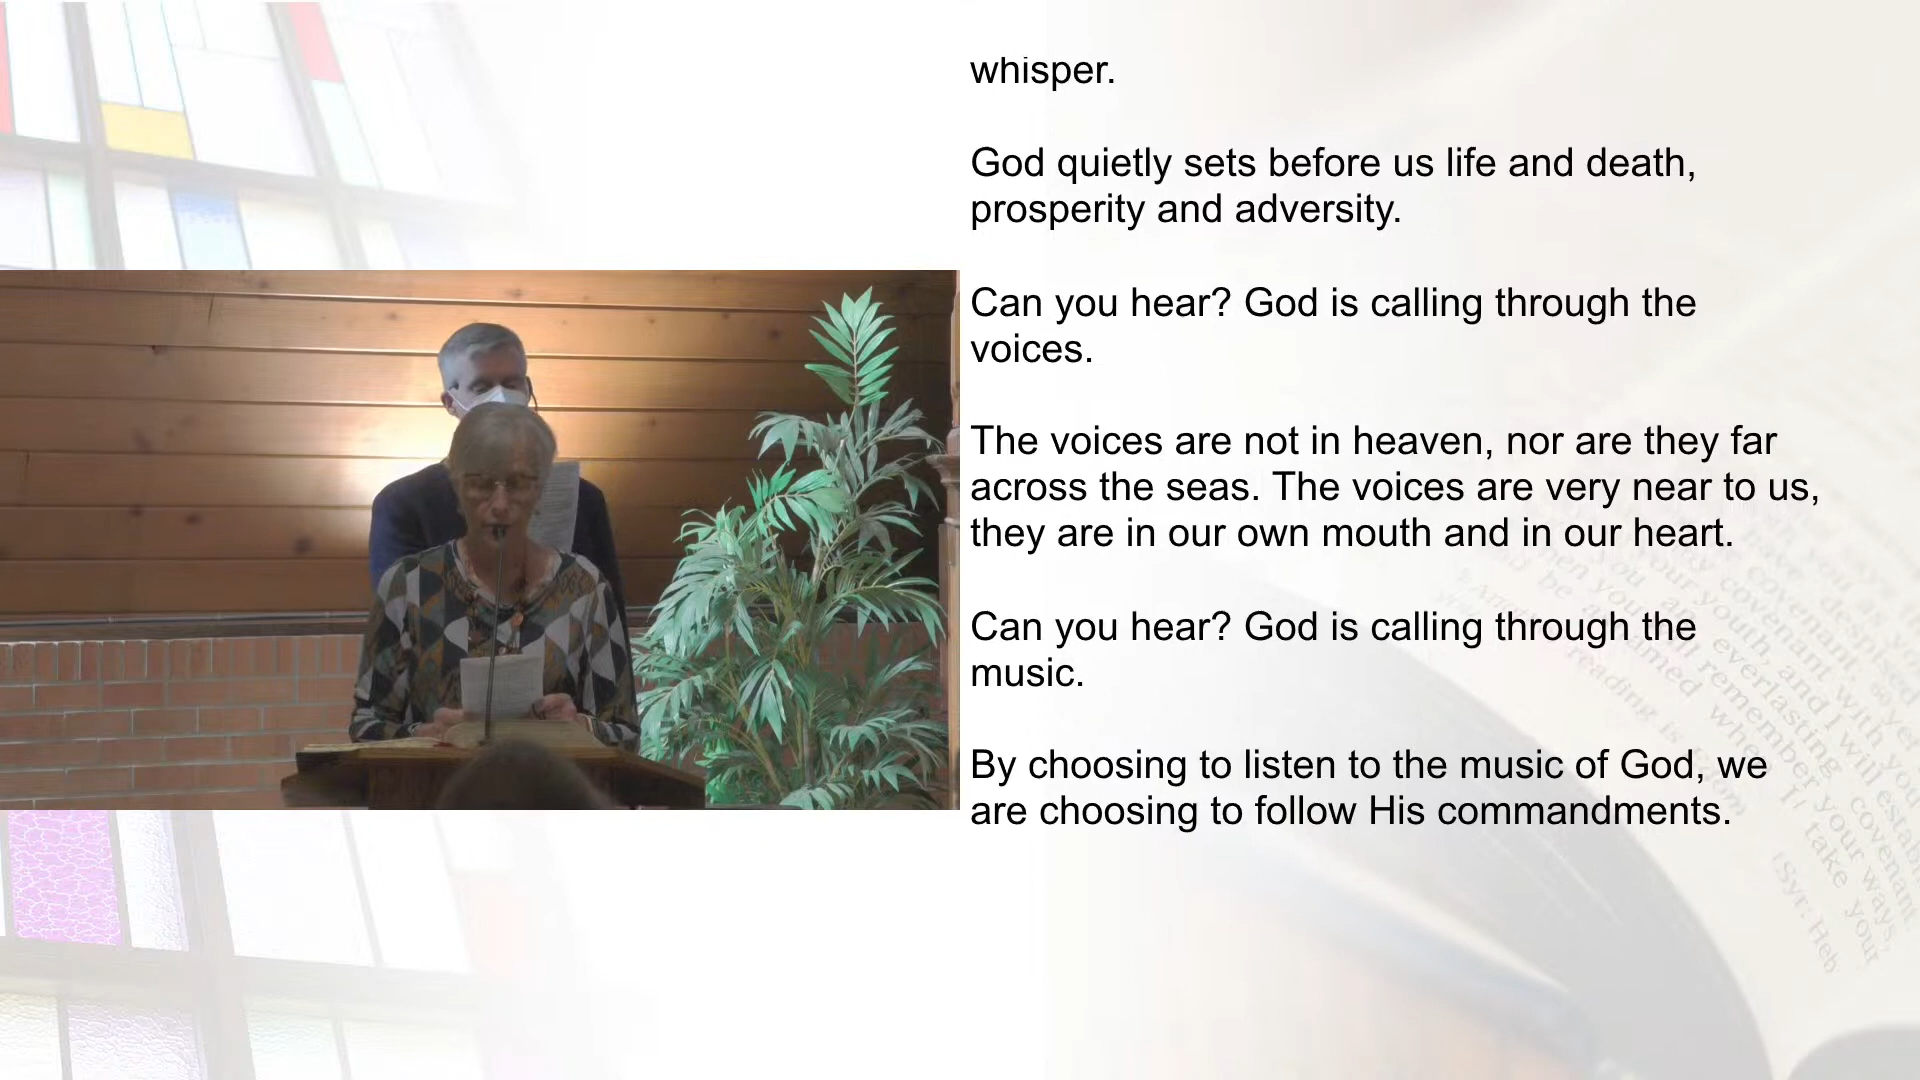 whisper.
God quietly sets before us life and death,
prosperity and adversity.
Can you hear? God is calling through the
voices.
The voices are not in heaven, nor are they far
across the seas. The voices are very near to us,
they are in our own mouth and in our heart.
Can you hear? God is calling through the
music.
By choosing to listen to the music of God, we
are choosing to follow His commandments.